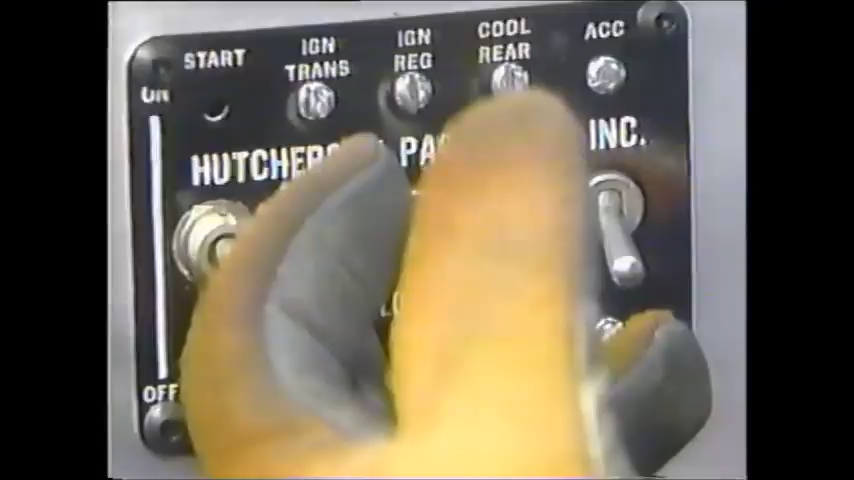 START
IGN
TRANS
IGN
REG
COOL
REAR
ACC
ON
INC.
OFF